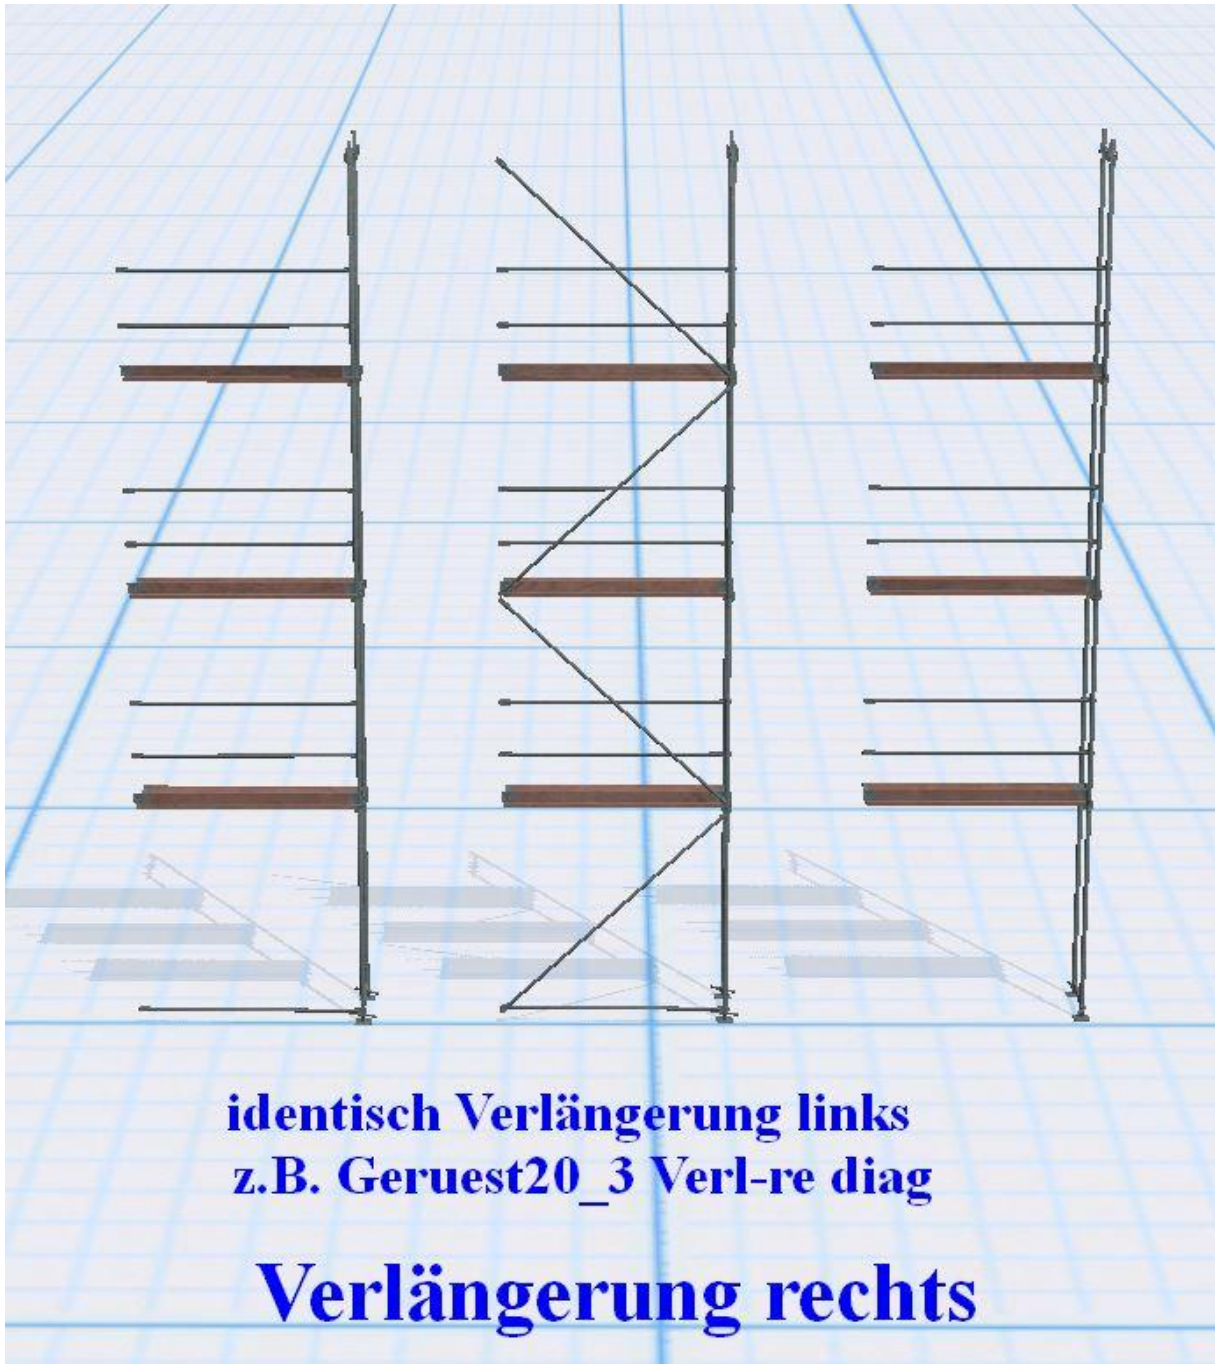 identisch Verlängerung links
z.B. Geruest20_3 Verl-re diag
Verlängerung rechts